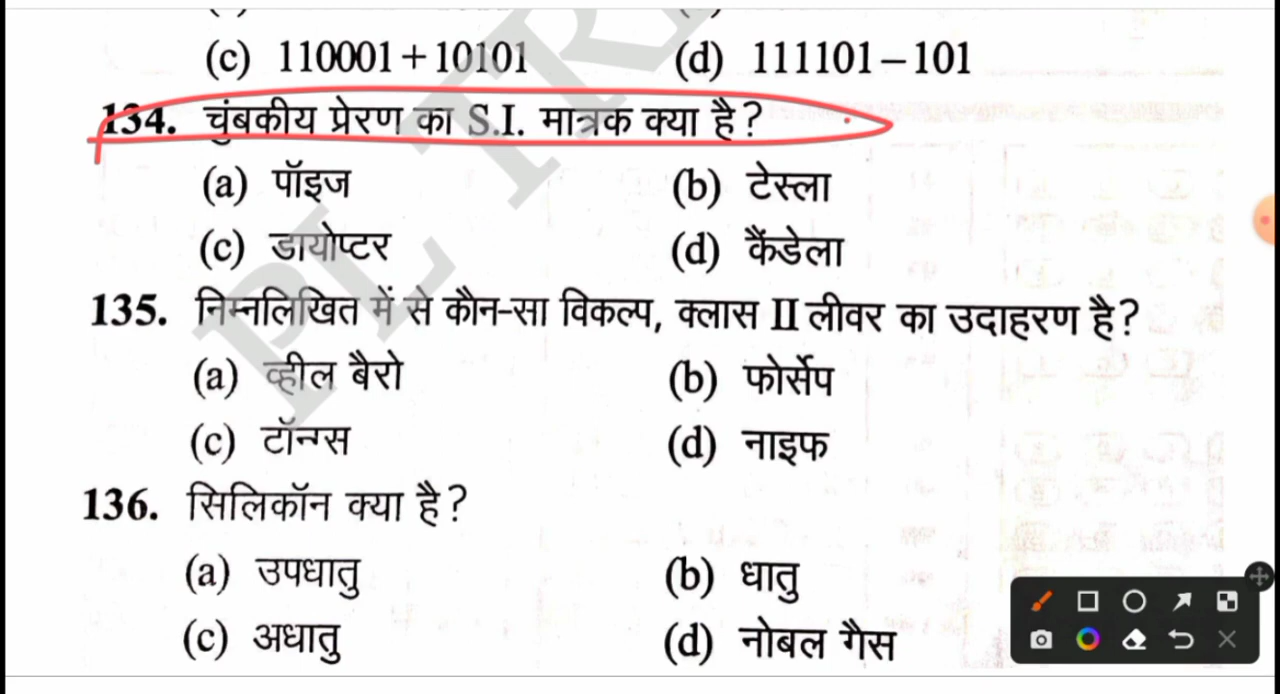 (c) 110001+10101 (d) 111101-101
134. चुंबकीय प्रेरण का S.I. मात्रक क्या है?
(a) पॉइज (b) टेस्ला
(c) डायोप्टर (d) कैंडेला
135. निम्नलिखित में से कौन-सा विकल्प, क्लास II लीवर का उदाहरण है?
(a) व्हील बैरो (b) फोर्सेप
(c) टॉन्ग्स (d) नाइफ
136. सिलिकॉन क्या है?
(a) उपधातु (b) धातु
(c) अधातु (d) नोबल गैस